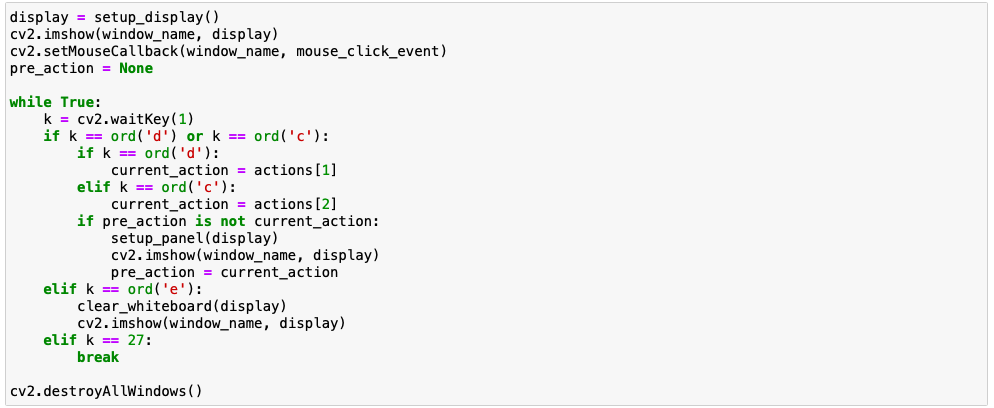 display = setup_display()
cv2.imshow(window_name, display)
cv2.setMouseCallback(window_name, mouse_click_event)
pre_action = None

while True:
    k = cv2.waitKey(1)
    if k == ord('d') or k == ord('c'):
        if k == ord('d'):
            current_action = actions[1]
        elif k == ord('c'):
            current_action = actions[2]
        if pre_action is not current_action:
            setup_panel(display)
            cv2.imshow(window_name, display)
            pre_action = current_action
    elif k == ord('e'):
        clear_whiteboard(display)
        cv2.imshow(window_name, display)
    elif k == 27:
        break

cv2.destroyAllWindows()